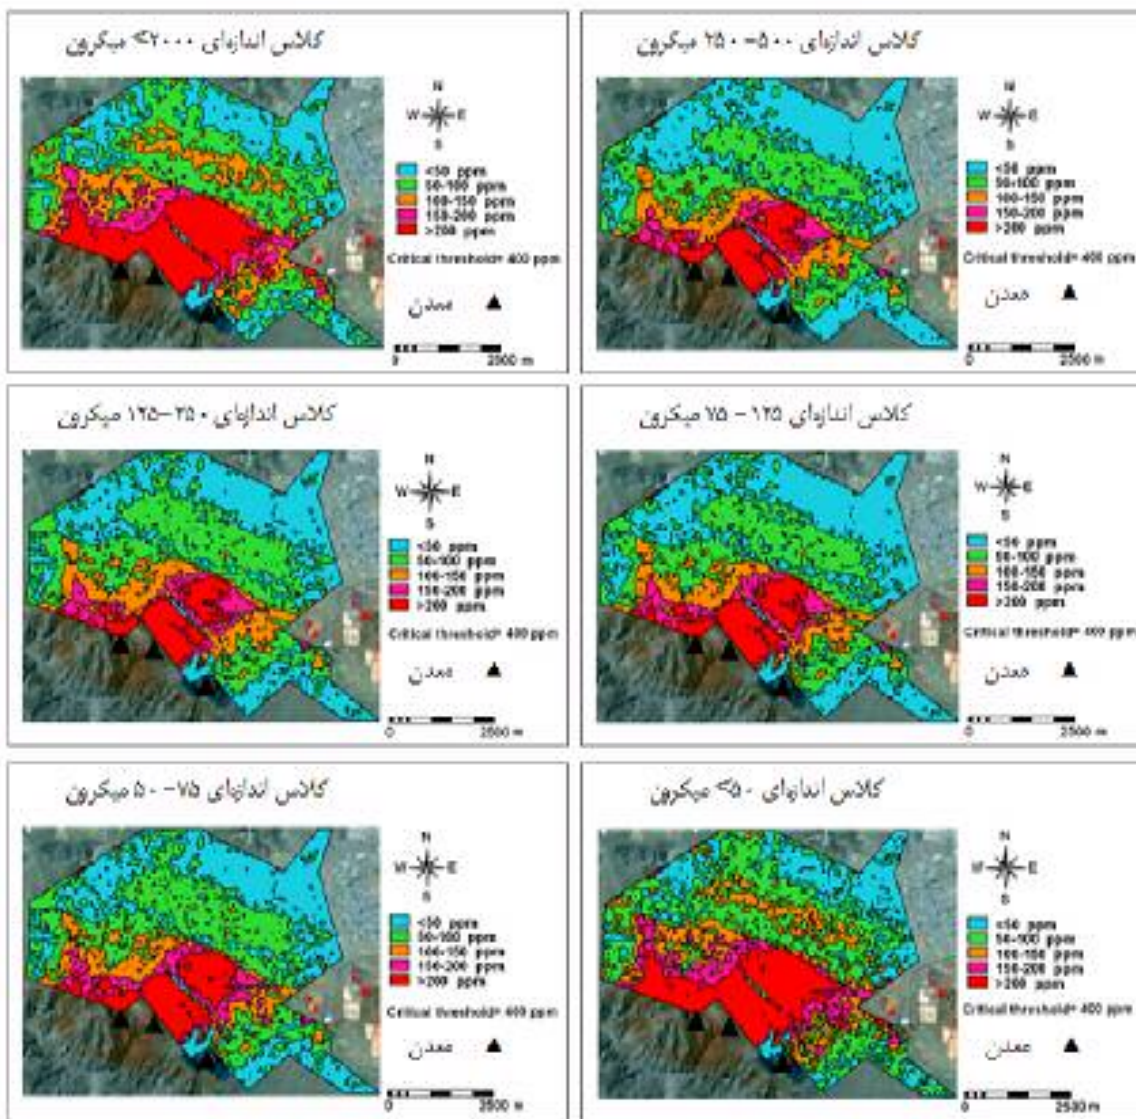 کلاس اندازه‌ای ≤۲۰۰۰ میکرون
N
W E
S
<50 ppm
50-100 ppm
100-150 ppm
150-200 ppm
>200 ppm
Critical threshold= 400 ppm
معدن
0 2500 m
کلاس اندازه‌ای ۵۰۰-۲۵۰ میکرون
N
W E
S
<50 ppm
50-100 ppm
100-150 ppm
150-200 ppm
>200 ppm
Critical threshold= 400 ppm
معدن
0 2500 m
کلاس اندازه‌ای ۲۵۰-۱۲۵ میکرون
N
W E
S
<50 ppm
50-100 ppm
100-150 ppm
150-200 ppm
>200 ppm
Critical threshold= 400 ppm
معدن
0 2500 m
کلاس اندازه‌ای ۱۲۵ - ۷۵ میکرون
N
W E
S
<50 ppm
50-100 ppm
100-150 ppm
150-200 ppm
>200 ppm
Critical threshold= 400 ppm
معدن
0 2500 m
کلاس اندازه‌ای ۷۵-۵۰ میکرون
N
W E
S
<50 ppm
50-100 ppm
100-150 ppm
150-200 ppm
>200 ppm
Critical threshold= 400 ppm
معدن
0 2500 m
کلاس اندازه‌ای ≤۵۰ میکرون
N
W E
S
<50 ppm
50-100 ppm
100-150 ppm
150-200 ppm
>200 ppm
Critical threshold= 400 ppm
معدن
0 2500 m